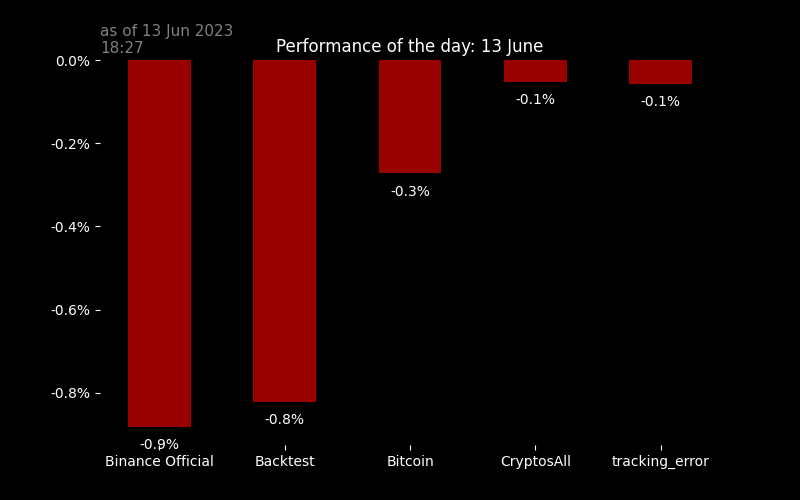 as of 13 Jun 2023
18:27
Performance of the day: 13 June
0.0%
-0.2%
-0.4%
-0.6%
-0.8%
-0.9%
-0.8%
-0.3%
-0.1%
-0.1%
Binance Official
Backtest
Bitcoin
CryptosAll
tracking_error